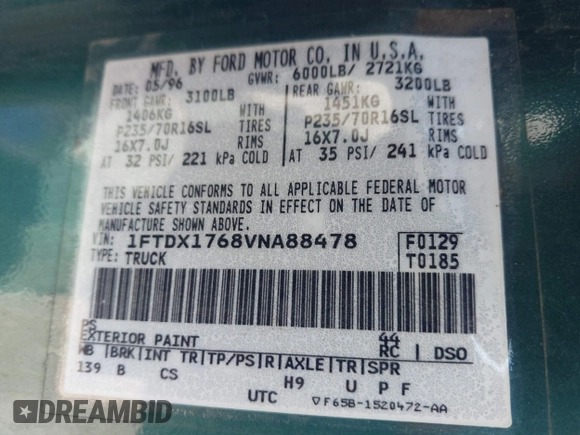 MFD. BY FORD MOTOR CO. IN U.S.A.
DATE: 05/96 GVWR: 6000LB/ 2721KG
FRONT GAWR: 3100LB REAR GAWR: 3200LB
1406KG WITH 1451KG WITH
P235/70R16SL TIRES P235/70R16SL TIRES
16X7.0J RIMS 16X7.0J RIMS
AT 32 PSI/ 221 kPa COLD AT 35 PSI/ 241 kPa COLD
THIS VEHICLE CONFORMS TO ALL APPLICABLE FEDERAL MOTOR
VEHICLE SAFETY STANDARDS IN EFFECT ON THE DATE OF
MANUFACTURE SHOWN ABOVE.
VIN: 1FTDX1768VNA88478 F0129
TYPE: TRUCK T0185
PS 44
EXTERIOR PAINT RC DSO
WB BRK INT TR TP/PS R AXLE TR SPR
139 B CS H9 U P F
UTC ▽F65B-1520472-AA
DREAMBID